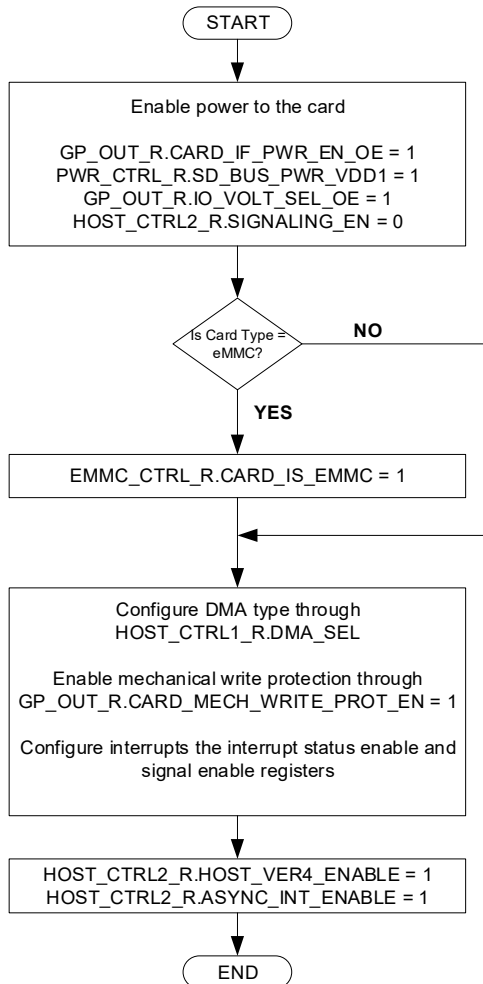 START
Enable power to the card
GP_OUT_R.CARD_IF_PWR_EN_OE = 1
PWR_CTRL_R.SD_BUS_PWR_VDD1 = 1
GP_OUT_R.IO_VOLT_SEL_OE = 1
HOST_CTRL2_R.SIGNALING_EN = 0
Is Card Type =
eMMC?
NO
YES
EMMC_CTRL_R.CARD_IS_EMMC = 1
Configure DMA type through
HOST_CTRL1_R.DMA_SEL
Enable mechanical write protection through
GP_OUT_R.CARD_MECH_WRITE_PROT_EN = 1
Configure interrupts the interrupt status enable and
signal enable registers
HOST_CTRL2_R.HOST_VER4_ENABLE = 1
HOST_CTRL2_R.ASYNC_INT_ENABLE = 1
END